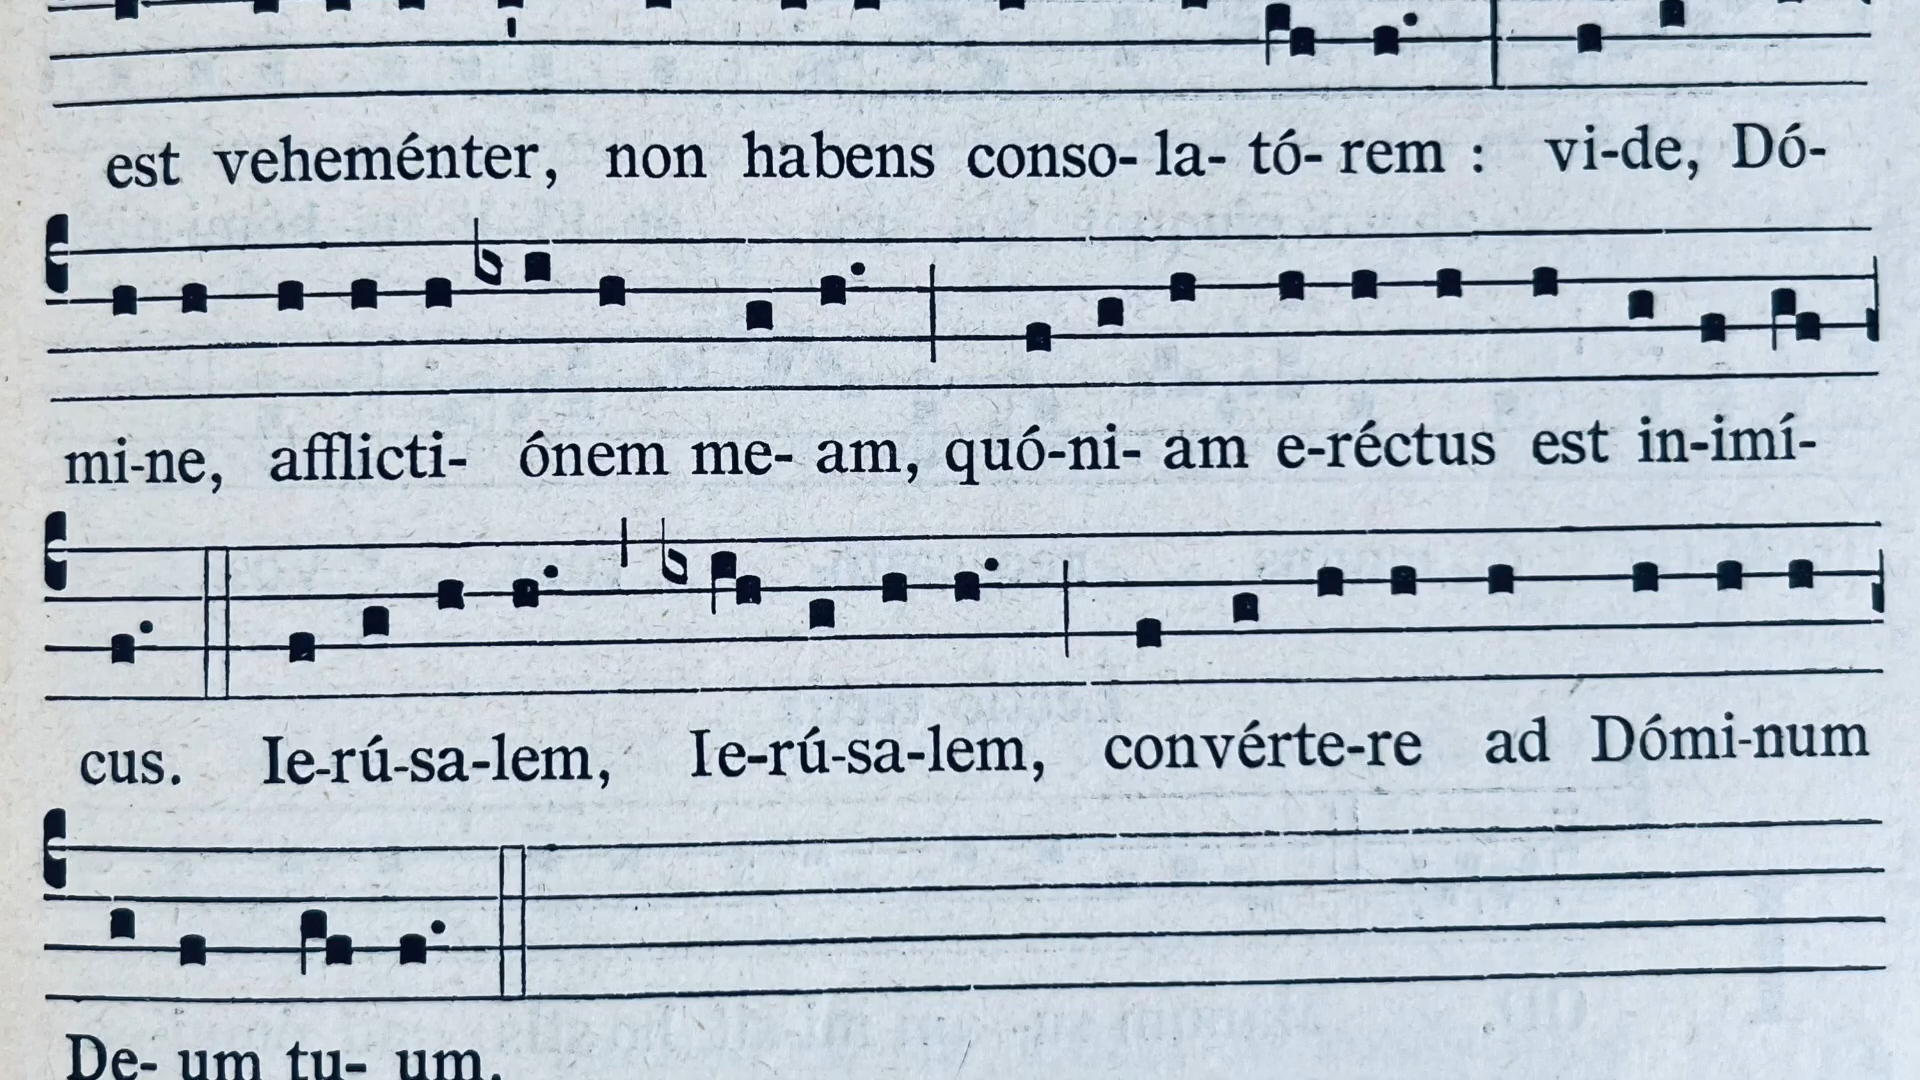 est veheménter, non habens conso- la- tó- rem : vi-de, Dó-
mi-ne, afflicti- ónem me- am, quó-ni- am e-réctus est in-imí-
cus. Ie-rú-sa-lem, Ie-rú-sa-lem, convérte-re ad Dómi-num
De- um tu- um.